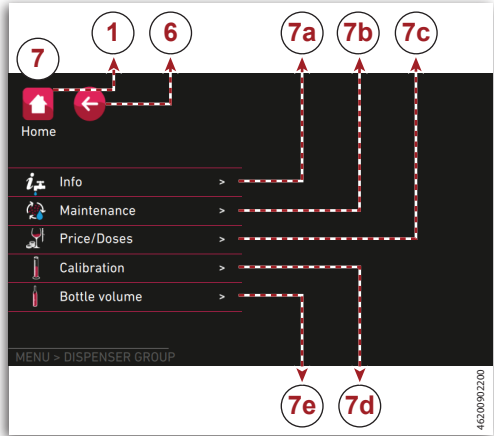 1 6 7a 7b 7c
7
Home
Info >
Maintenance >
Price/Doses >
Calibration >
Bottle volume >
MENU > DISPENSER GROUP
7e 7d
46200902200